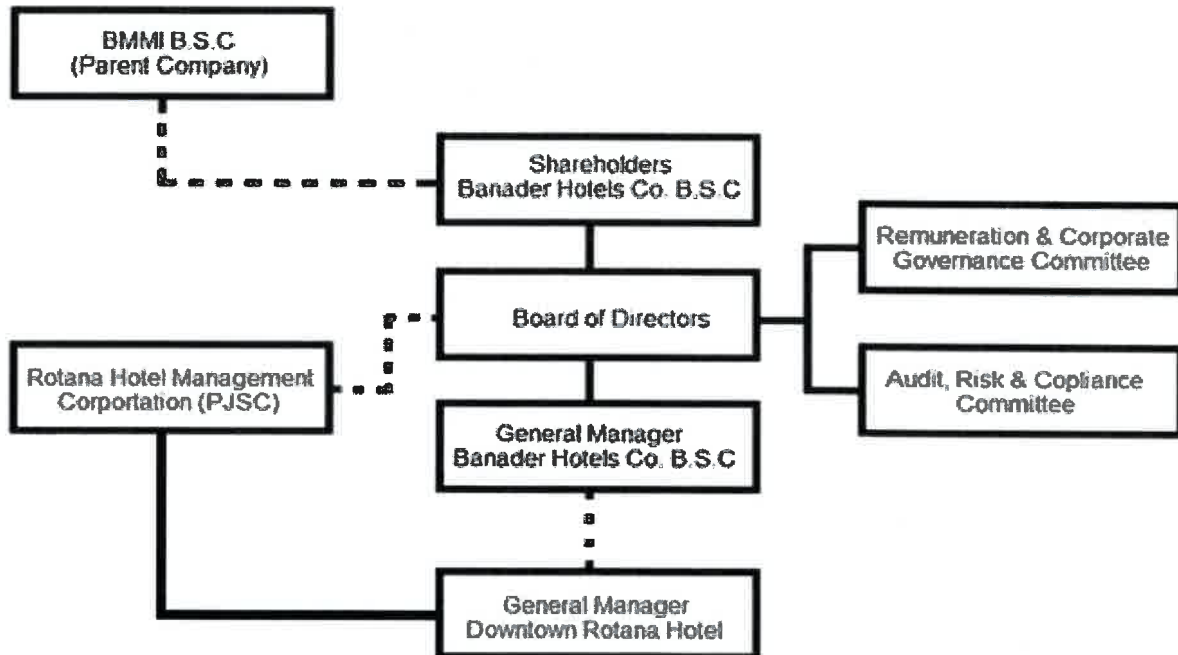 BMMI B.S.C
(Parent Company)
Shareholders
Banader Hotels Co. B.S.C
Remuneration & Corporate
Governance Committee
Board of Directors
Rotana Hotel Management
Corportation (PJSC)
Audit, Risk & Copliance
Committee
General Manager
Banader Hotels Co. B.S.C
General Manager
Downtown Rotana Hotel